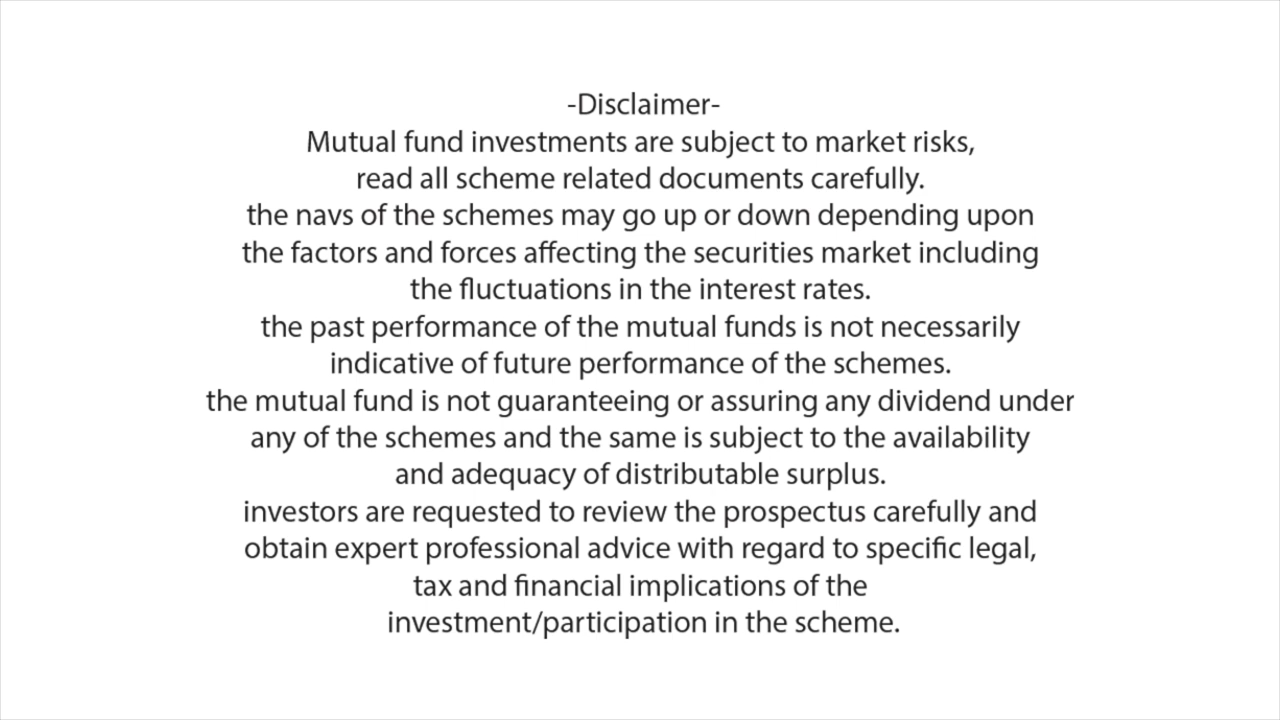 -Disclaimer-
Mutual fund investments are subject to market risks,
read all scheme related documents carefully.
the navs of the schemes may go up or down depending upon
the factors and forces affecting the securities market including
the fluctuations in the interest rates.
the past performance of the mutual funds is not necessarily
indicative of future performance of the schemes.
the mutual fund is not guaranteeing or assuring any dividend under
any of the schemes and the same is subject to the availability
and adequacy of distributable surplus.
investors are requested to review the prospectus carefully and
obtain expert professional advice with regard to specific legal,
tax and financial implications of the
investment/participation in the scheme.